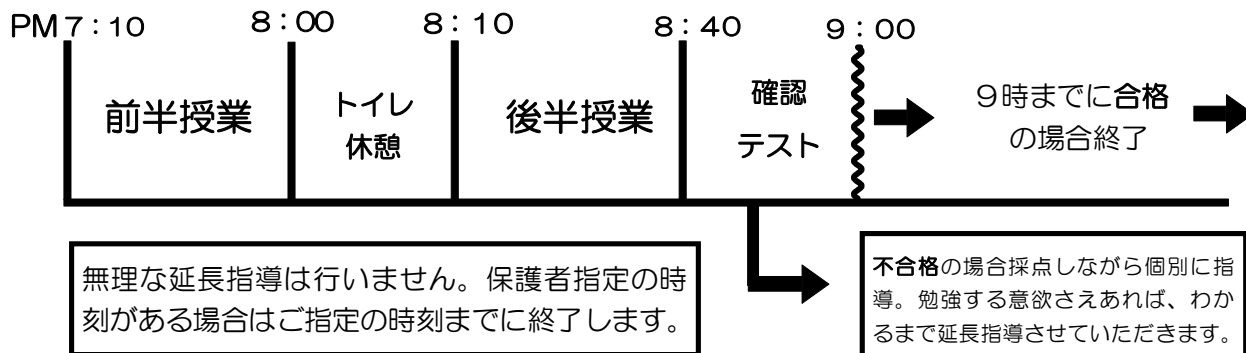 PM 7：10 8：00 8：10 8：40 9：00
前半授業
トイレ
休憩
後半授業
確認
テスト
９時までに合格
の場合終了
無理な延長指導は行いません。保護者指定の時
刻がある場合はご指定の時刻までに終了します。
不合格の場合採点しながら個別に指
導。勉強する意欲さえあれば、わか
るまで延長指導させていただきます。